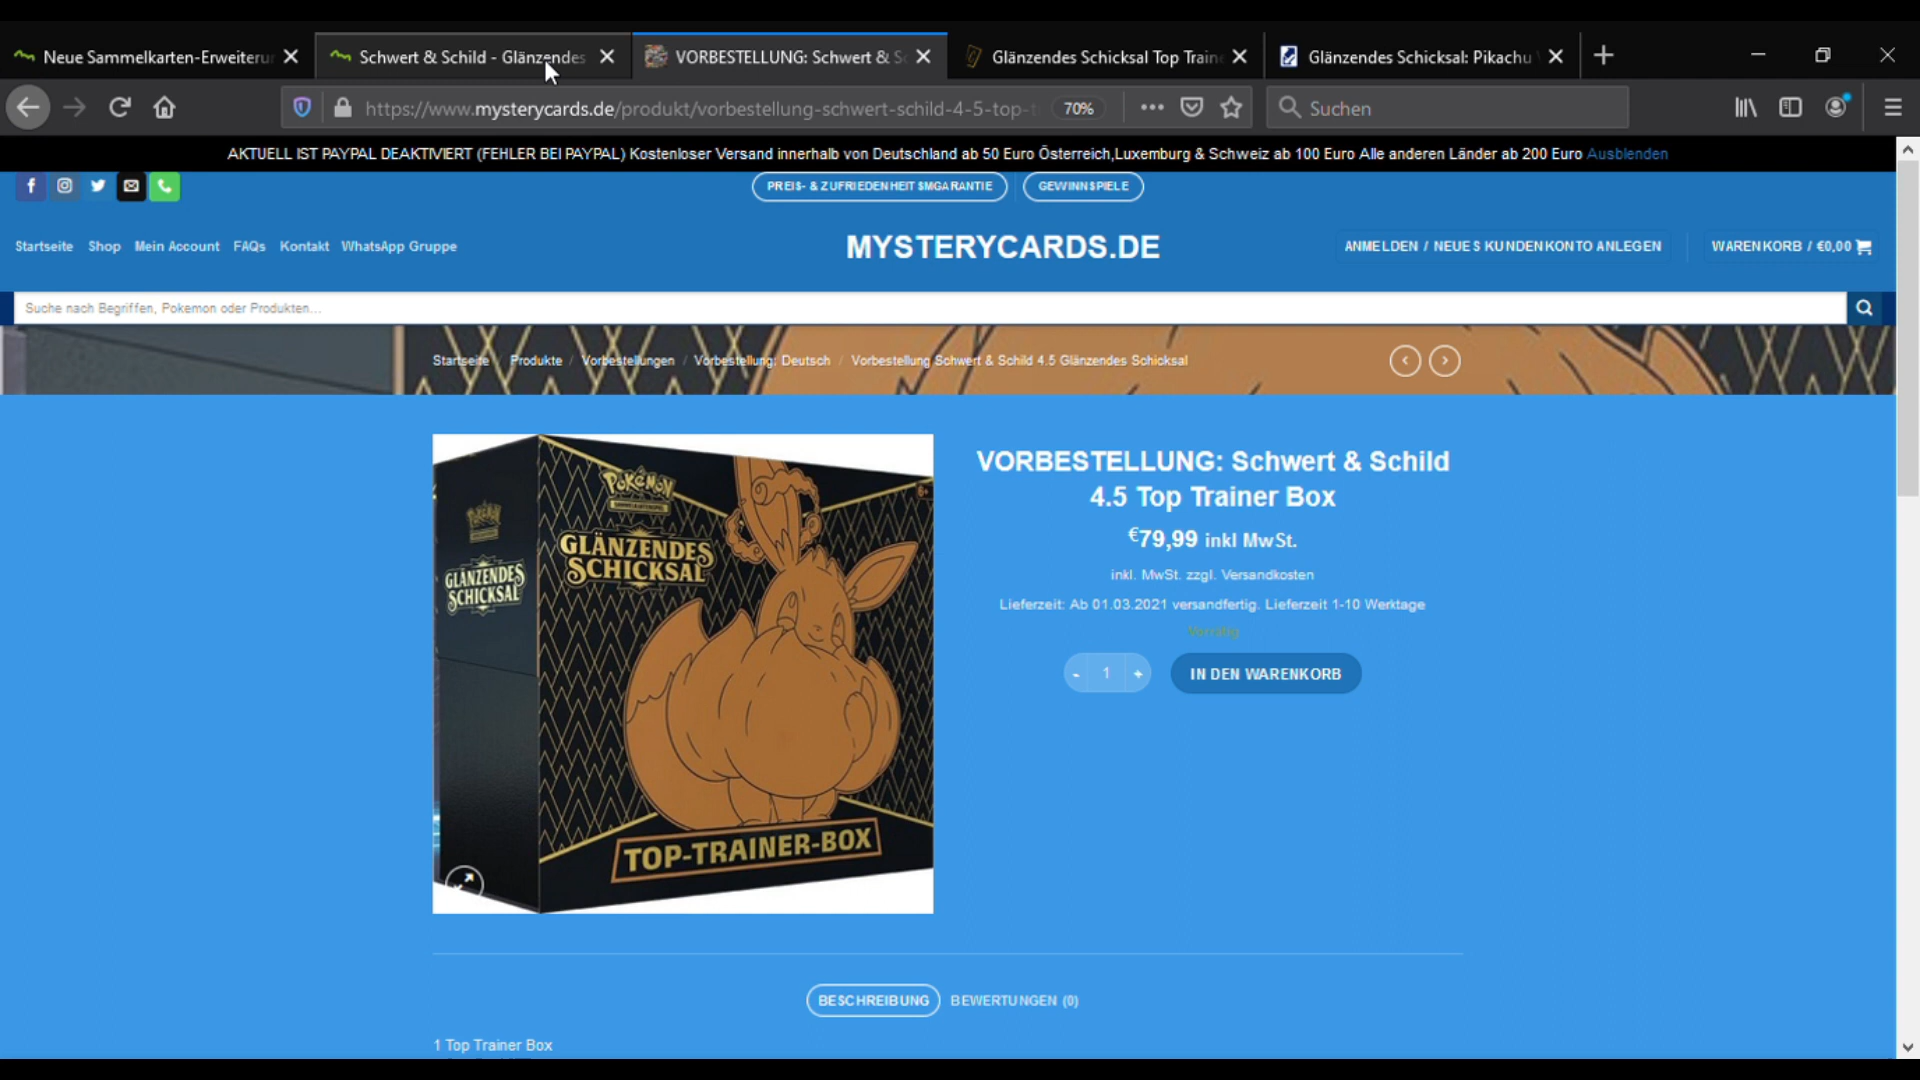 Neue Sammelkarten-Erweiteru
Schwert & Schild - Glänzendes
VORBESTELLUNG: Schwert & S
Glänzendes Schicksal Top Traine
Glänzendes Schicksal: Pikachu
https://www.mysterycards.de/produkt/vorbestellung-schwert-schild-4-5-top-t
70%
Suchen
AKTUELL IST PAYPAL DEAKTIVIERT (FEHLER BEI PAYPAL) Kostenloser Versand innerhalb von Deutschland ab 50 Euro Österreich,Luxemburg & Schweiz ab 100 Euro Alle anderen Länder ab 200 Euro Ausblenden
PREIS- & ZUFRIEDENHEITSMGARANTIE
GEWINNSPIELE
Startseite Shop Mein Account FAQs Kontakt WhatsApp Gruppe
MYSTERYCARDS.DE
ANMELDEN / NEUES KUNDENKONTO ANLEGEN
WARENKORB / €0,00
Suche nach Begriffen, Pokemon oder Produkten...
Startseite / Produkte / Vorbestellungen / Vorbestellung: Deutsch / Vorbestellung Schwert & Schild 4.5 Glänzendes Schicksal
POKÉMON
GLÄNZENDES
SCHICKSAL
GLÄNZENDES
SCHICKSAL
TOP-TRAINER-BOX
VORBESTELLUNG: Schwert & Schild
4.5 Top Trainer Box
€79,99 inkl MwSt.
inkl. MwSt. zzgl. Versandkosten
Lieferzeit: Ab 01.03.2021 versandfertig. Lieferzeit 1-10 Werktage
Vorrätig
- 1 +
IN DEN WARENKORB
BESCHREIBUNG
BEWERTUNGEN (0)
1 Top Trainer Box